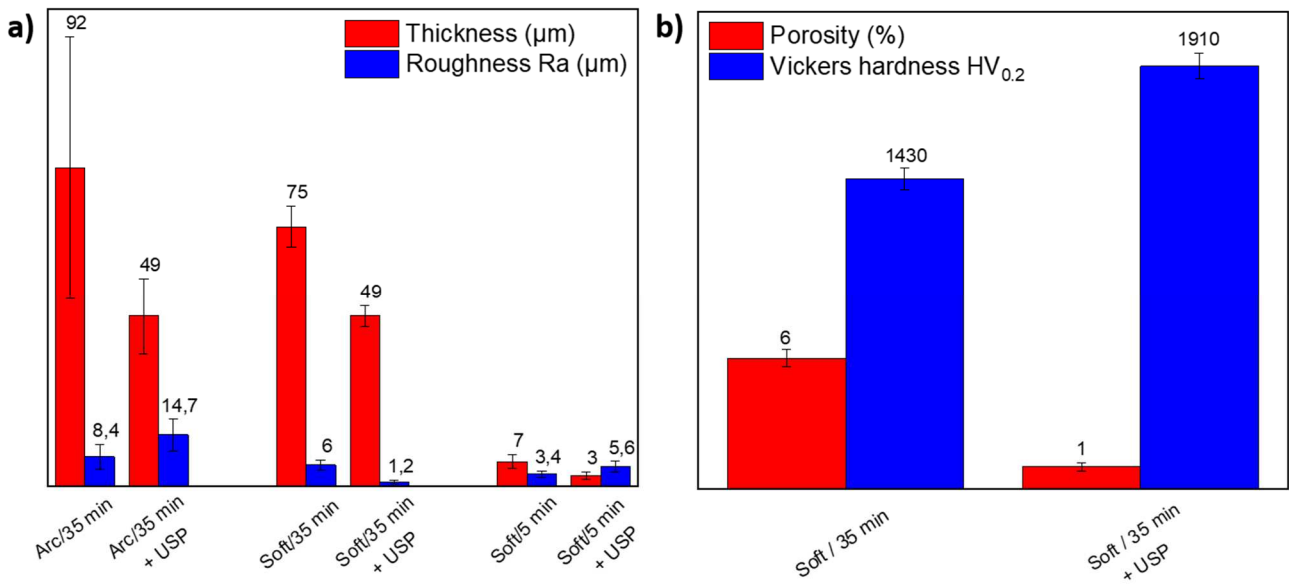 a)
Thickness (µm)
Roughness Ra (µm)
92
8,4
49
14,7
75
6
49
1,2
7
3,4
3
5,6
Arc/35 min
Arc/35 min
+ USP
Soft/35 min
Soft/35 min
+ USP
Soft/5 min
Soft/5 min
+ USP
b)
Porosity (%)
Vickers hardness HV0.2
6
1430
1
1910
Soft / 35 min
Soft / 35 min
+ USP